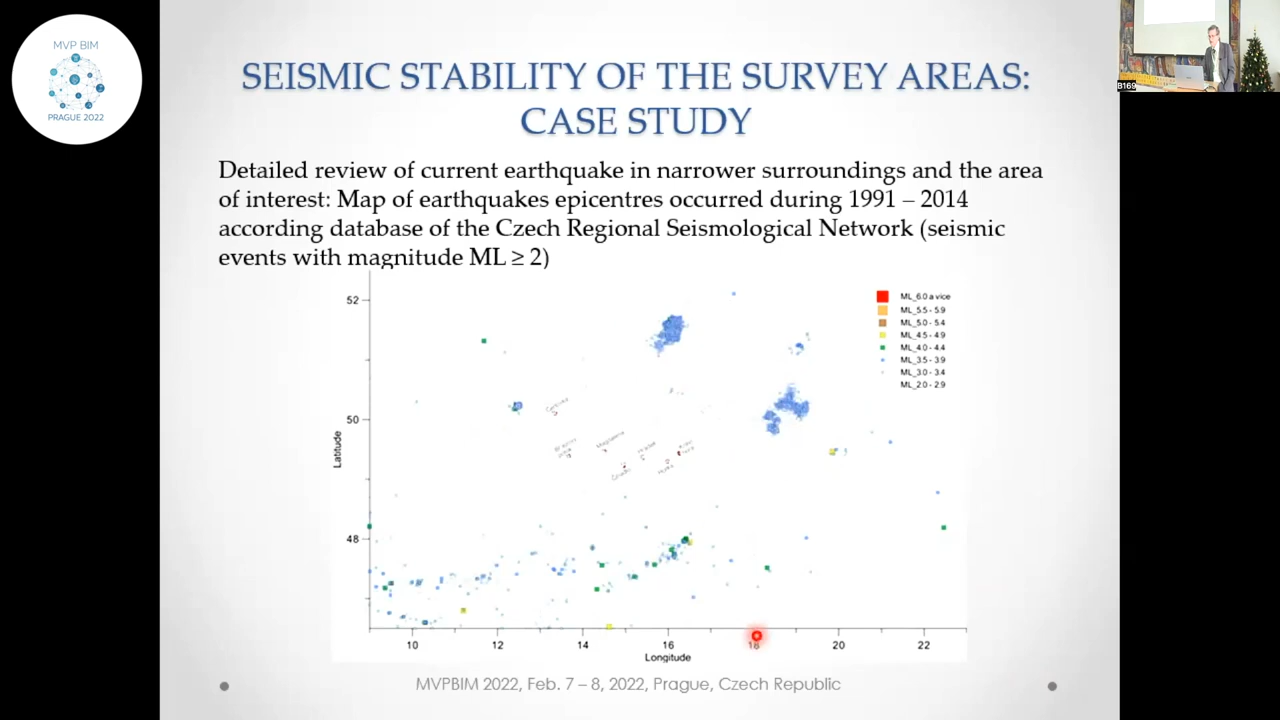 MVP BIM
PRAGUE 2022
B169
SEISMIC STABILITY OF THE SURVEY AREAS:
CASE STUDY
Detailed review of current earthquake in narrower surroundings and the area
of interest: Map of earthquakes epicentres occurred during 1991 – 2014
according database of the Czech Regional Seismological Network (seismic
events with magnitude ML ≥ 2)
ML_6.0 a vice
ML_5.5 - 5.9
ML_5.0 - 5.4
ML_4.5 - 4.9
ML_4.0 - 4.4
ML_3.5 - 3.9
ML_3.0 - 3.4
ML_2.0 - 2.9
52
50
48
Latitude
10 12 14 16 18 20 22
Longitude
MVPBIM 2022, Feb. 7 – 8, 2022, Prague, Czech Republic